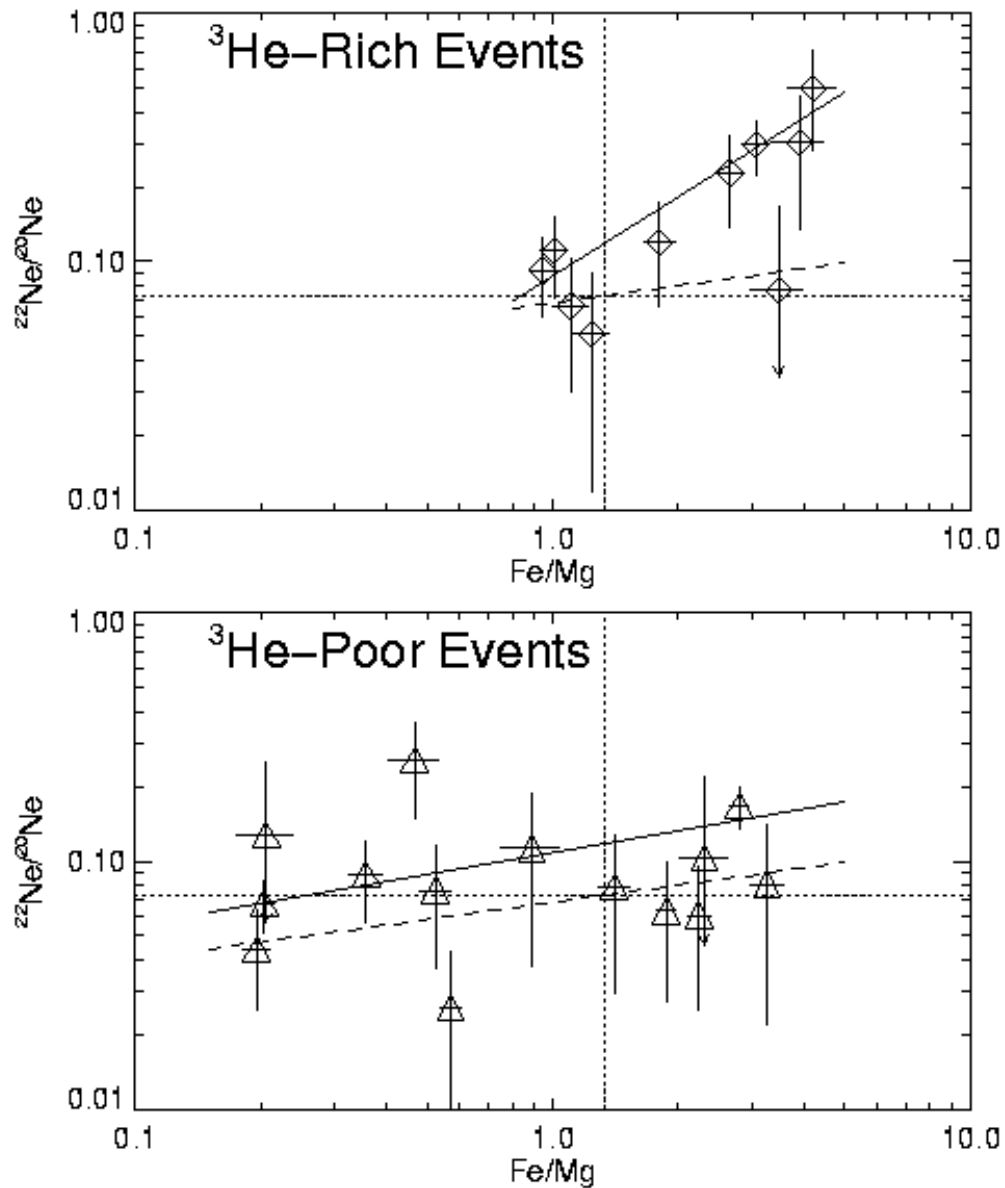 1.00
³He–Rich Events
²²Ne/²⁰Ne
0.10
0.01
0.1 1.0 10.0
Fe/Mg
1.00
³He–Poor Events
²²Ne/²⁰Ne
0.10
0.01
0.1 1.0 10.0
Fe/Mg